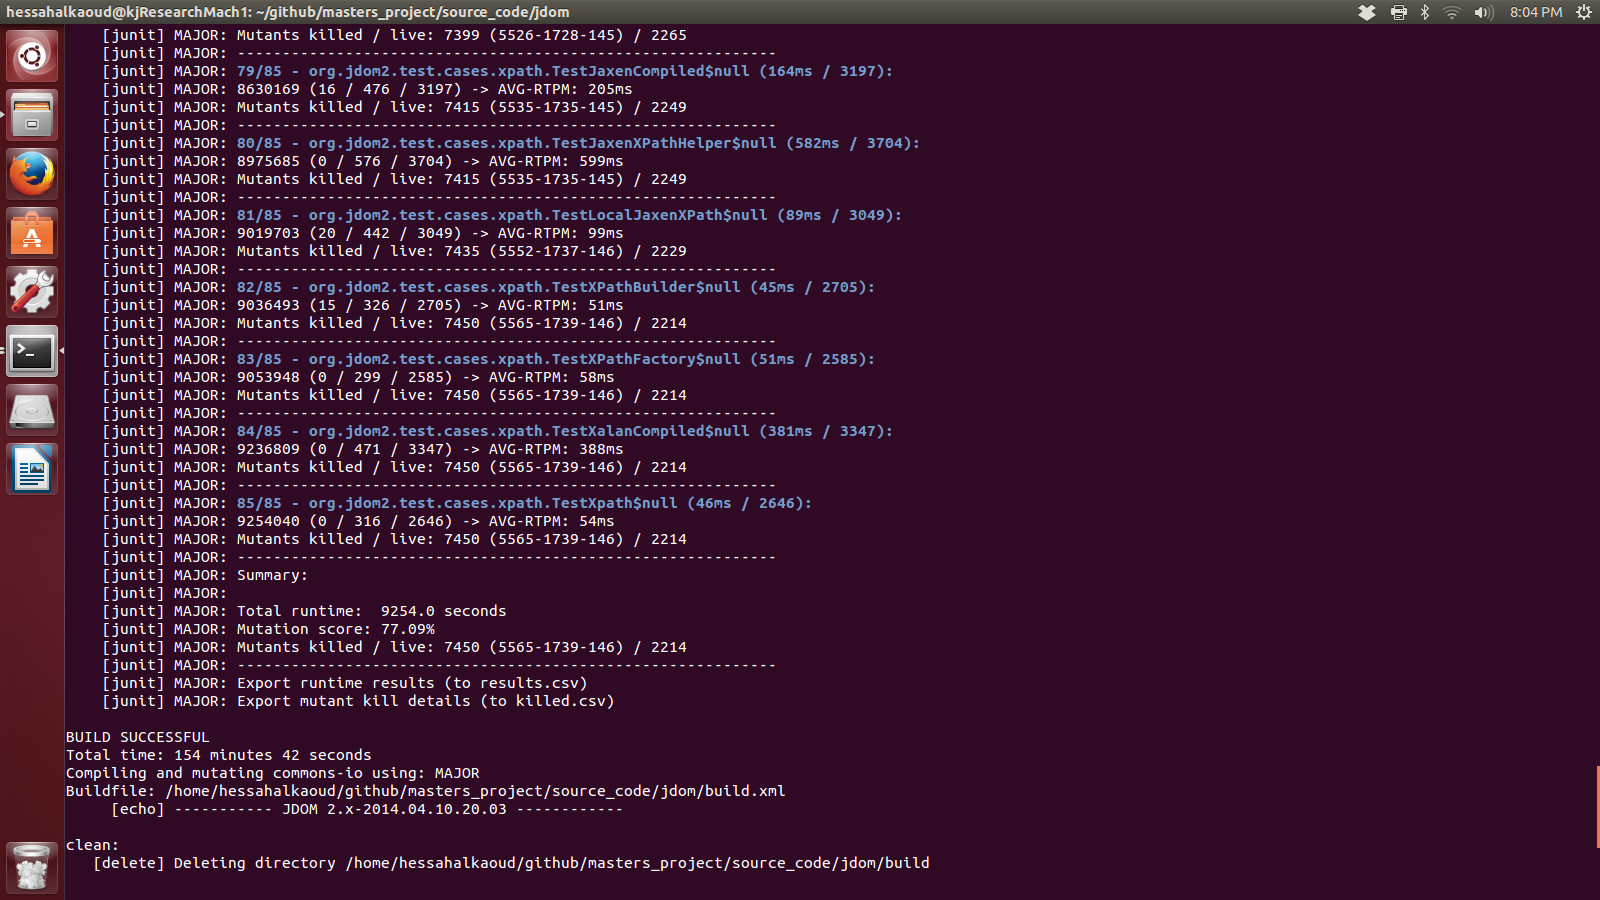 hessahalkaoud@kjResearchMach1: ~/github/masters_project/source_code/jdom 8:04 PM
[junit] MAJOR: Mutants killed / live: 7399 (5526-1728-145) / 2265
[junit] MAJOR: ------------------------------------------------------------
[junit] MAJOR: 79/85 - org.jdom2.test.cases.xpath.TestJaxenCompiled$null (164ms / 3197):
[junit] MAJOR: 8630169 (16 / 476 / 3197) -> AVG-RTPM: 205ms
[junit] MAJOR: Mutants killed / live: 7415 (5535-1735-145) / 2249
[junit] MAJOR: ------------------------------------------------------------
[junit] MAJOR: 80/85 - org.jdom2.test.cases.xpath.TestJaxenXPathHelper$null (582ms / 3704):
[junit] MAJOR: 8975685 (0 / 576 / 3704) -> AVG-RTPM: 599ms
[junit] MAJOR: Mutants killed / live: 7415 (5535-1735-145) / 2249
[junit] MAJOR: ------------------------------------------------------------
[junit] MAJOR: 81/85 - org.jdom2.test.cases.xpath.TestLocalJaxenXPath$null (89ms / 3049):
[junit] MAJOR: 9019703 (20 / 442 / 3049) -> AVG-RTPM: 99ms
[junit] MAJOR: Mutants killed / live: 7435 (5552-1737-146) / 2229
[junit] MAJOR: ------------------------------------------------------------
[junit] MAJOR: 82/85 - org.jdom2.test.cases.xpath.TestXPathBuilder$null (45ms / 2705):
[junit] MAJOR: 9036493 (15 / 326 / 2705) -> AVG-RTPM: 51ms
[junit] MAJOR: Mutants killed / live: 7450 (5565-1739-146) / 2214
[junit] MAJOR: ------------------------------------------------------------
[junit] MAJOR: 83/85 - org.jdom2.test.cases.xpath.TestXPathFactory$null (51ms / 2585):
[junit] MAJOR: 9053948 (0 / 299 / 2585) -> AVG-RTPM: 58ms
[junit] MAJOR: Mutants killed / live: 7450 (5565-1739-146) / 2214
[junit] MAJOR: ------------------------------------------------------------
[junit] MAJOR: 84/85 - org.jdom2.test.cases.xpath.TestXalanCompiled$null (381ms / 3347):
[junit] MAJOR: 9236809 (0 / 471 / 3347) -> AVG-RTPM: 388ms
[junit] MAJOR: Mutants killed / live: 7450 (5565-1739-146) / 2214
[junit] MAJOR: ------------------------------------------------------------
[junit] MAJOR: 85/85 - org.jdom2.test.cases.xpath.TestXpath$null (46ms / 2646):
[junit] MAJOR: 9254040 (0 / 316 / 2646) -> AVG-RTPM: 54ms
[junit] MAJOR: Mutants killed / live: 7450 (5565-1739-146) / 2214
[junit] MAJOR: ------------------------------------------------------------
[junit] MAJOR: Summary:
[junit] MAJOR:
[junit] MAJOR: Total runtime:  9254.0 seconds
[junit] MAJOR: Mutation score: 77.09%
[junit] MAJOR: Mutants killed / live: 7450 (5565-1739-146) / 2214
[junit] MAJOR: ------------------------------------------------------------
[junit] MAJOR: Export runtime results (to results.csv)
[junit] MAJOR: Export mutant kill details (to killed.csv)
BUILD SUCCESSFUL
Total time: 154 minutes 42 seconds
Compiling and mutating commons-io using: MAJOR
Buildfile: /home/hessahalkaoud/github/masters_project/source_code/jdom/build.xml
[echo] ----------- JDOM 2.x-2014.04.10.20.03 ------------
clean:
[delete] Deleting directory /home/hessahalkaoud/github/masters_project/source_code/jdom/build